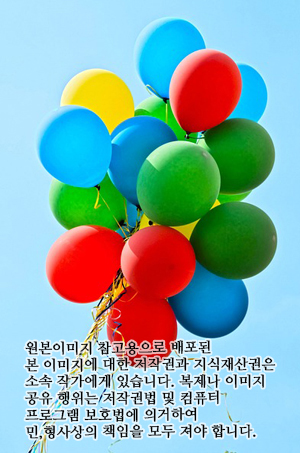 원본이미지 참고용으로 배포된
본 이미지에 대한 저작권과 지식재산권은
소속 작가에게 있습니다. 복제나 이미지
공유 행위는/저작권법 및 컴퓨터
프로그램 보호법에 의거하여
민,형사상의 책임을 모두 져야 합니다.